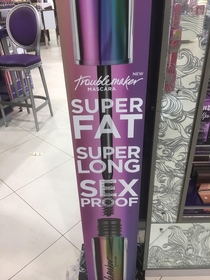 troublemaker
NEW
MASCARA
SUPER
FAT
SUPER
LONG
SEX
PROOF